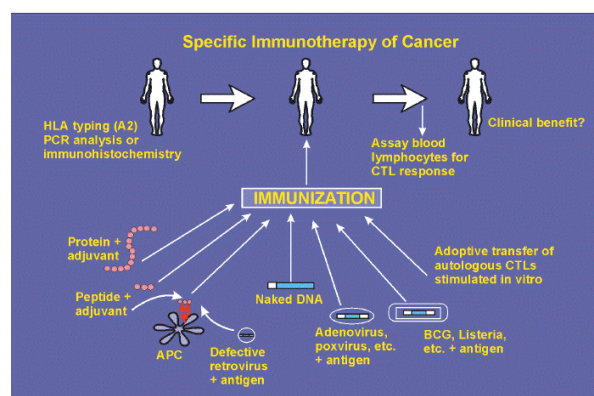 Specific Immunotherapy of Cancer
HLA typing (A2)
PCR analysis or
immunohistochemistry
Clinical benefit?
Assay blood
lymphocytes for
CTL response
IMMUNIZATION
Protein +
adjuvant
Peptide +
adjuvant
APC
Defective
retrovirus
+ antigen
Naked DNA
Adenovirus,
poxvirus, etc.
+ antigen
BCG, Listeria,
etc. + antigen
Adoptive transfer of
autologous CTLs
stimulated in vitro